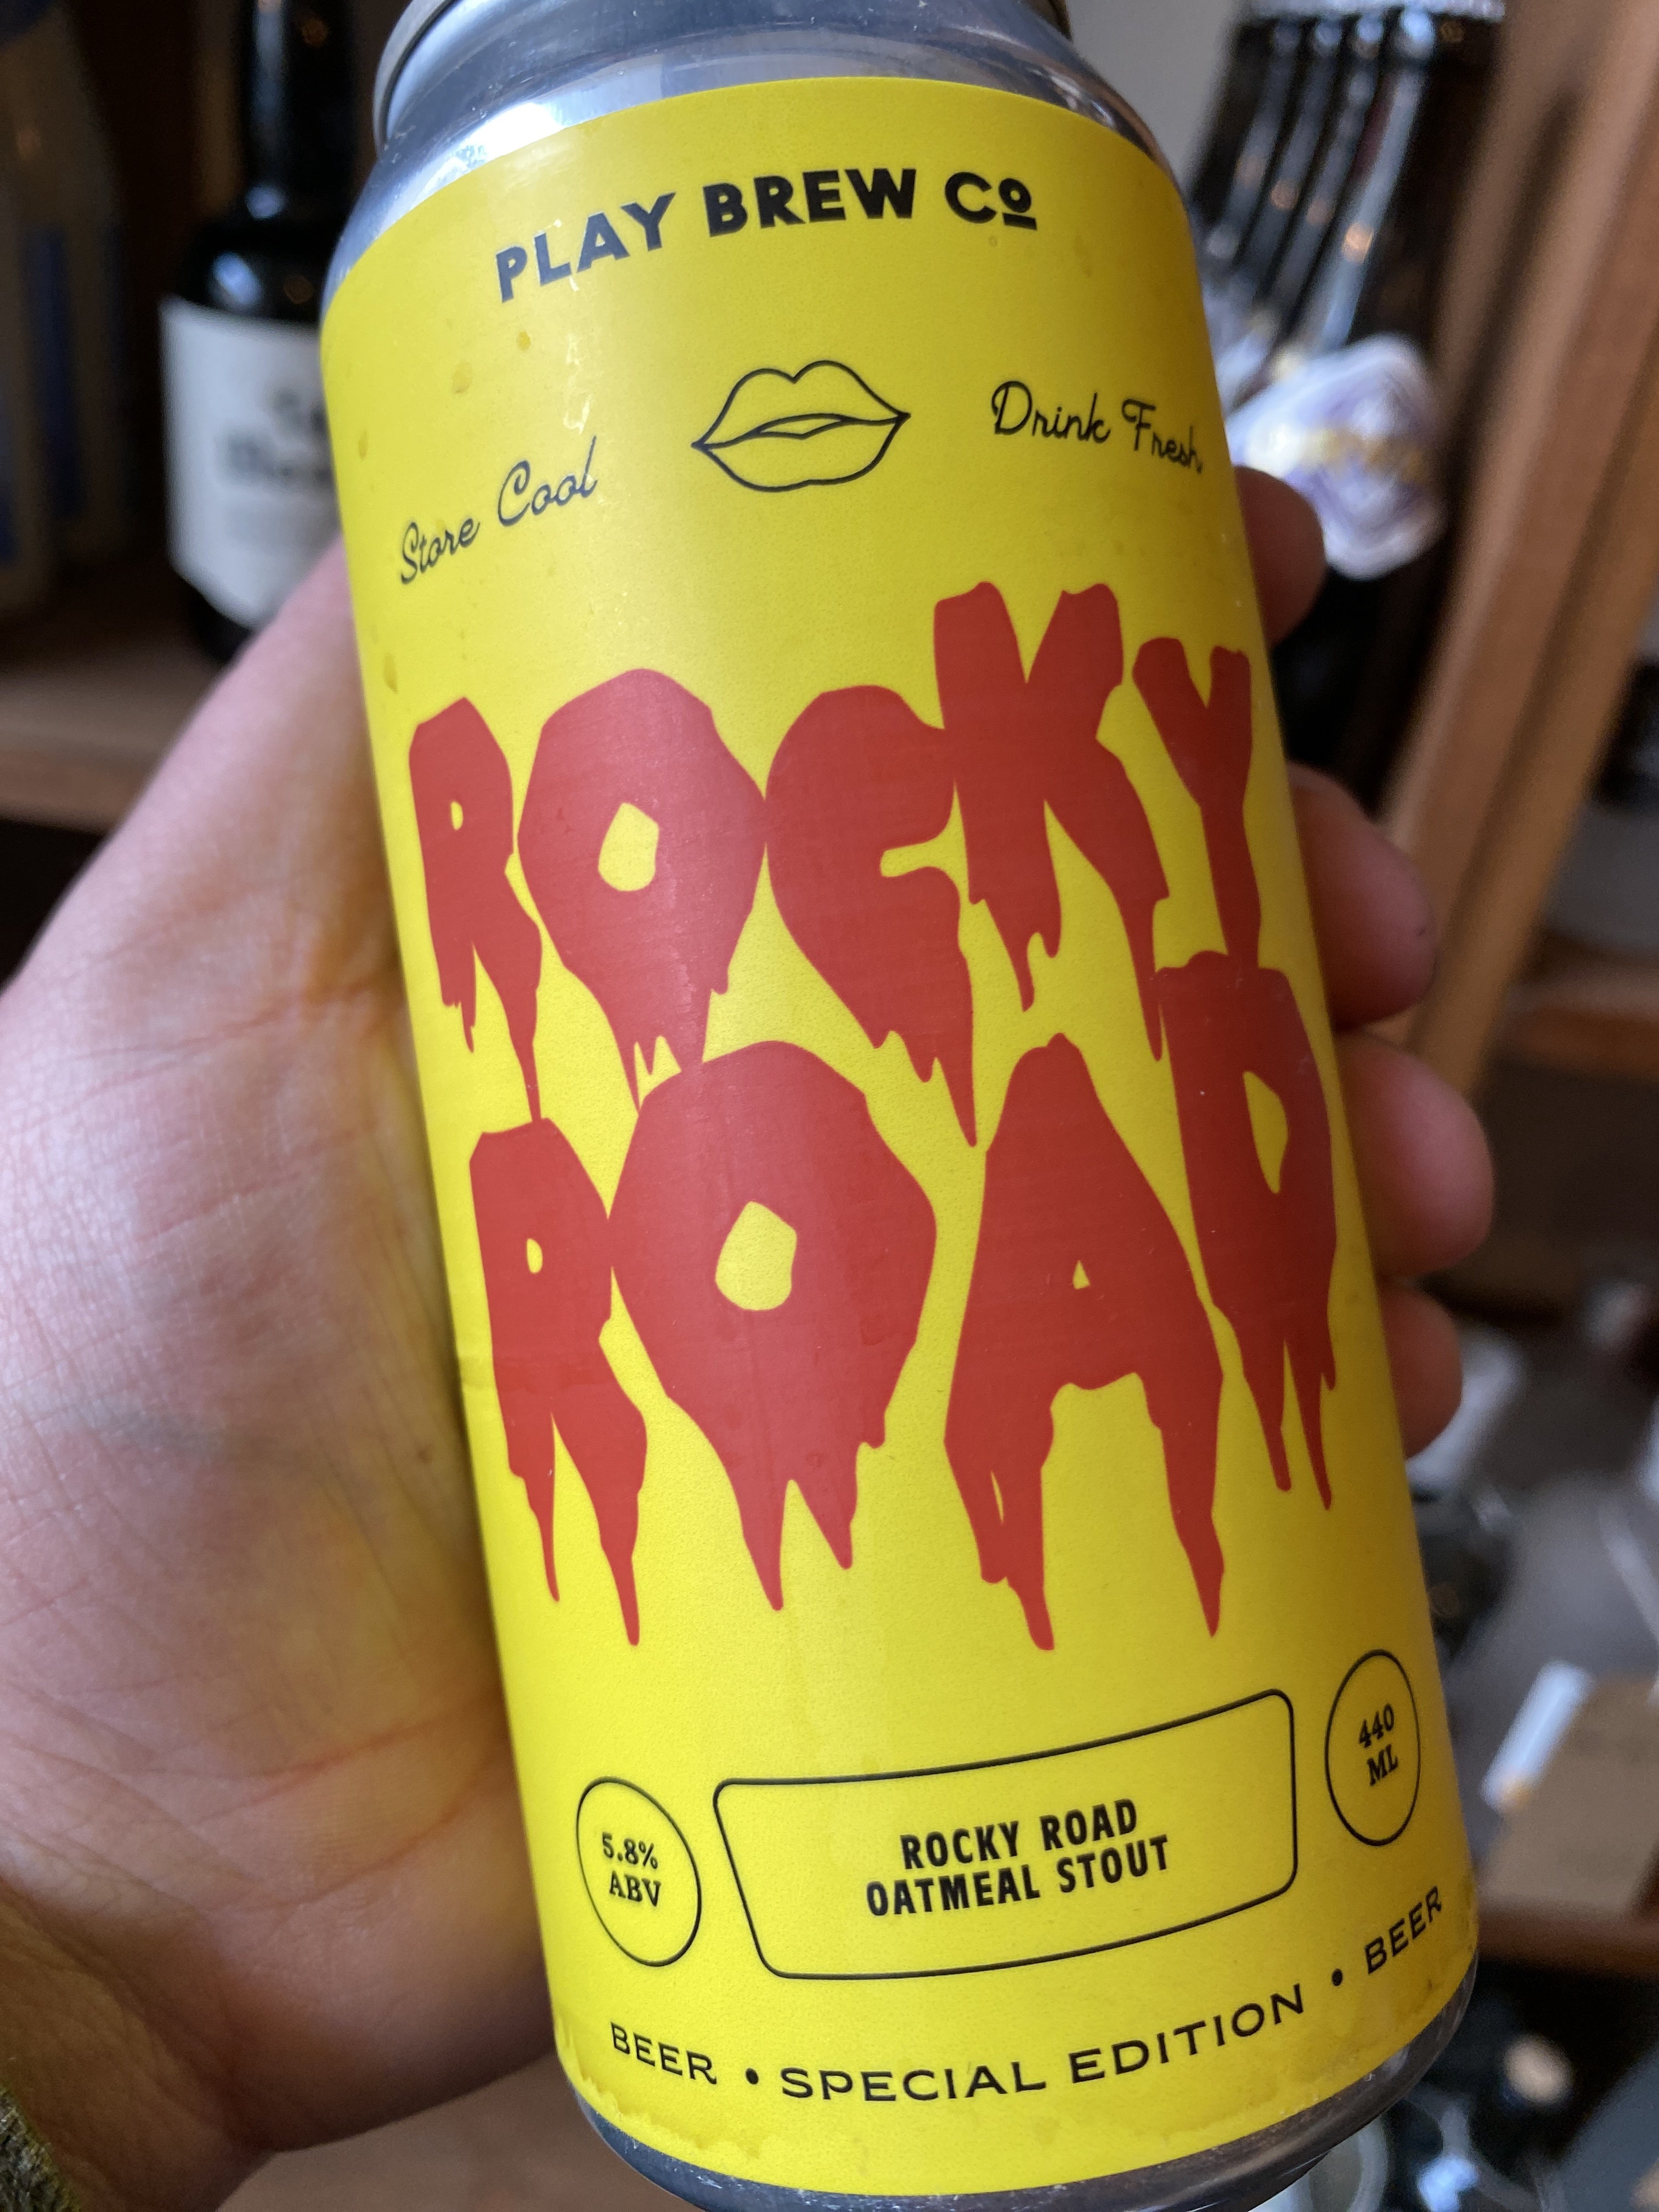 PLAY BREW Cº
Store Cool
Drink Fresh
ROCKY
ROAD
5.8%
ABV
ROCKY ROAD
OATMEAL STOUT
440
ML
BEER • SPECIAL EDITION • BEER